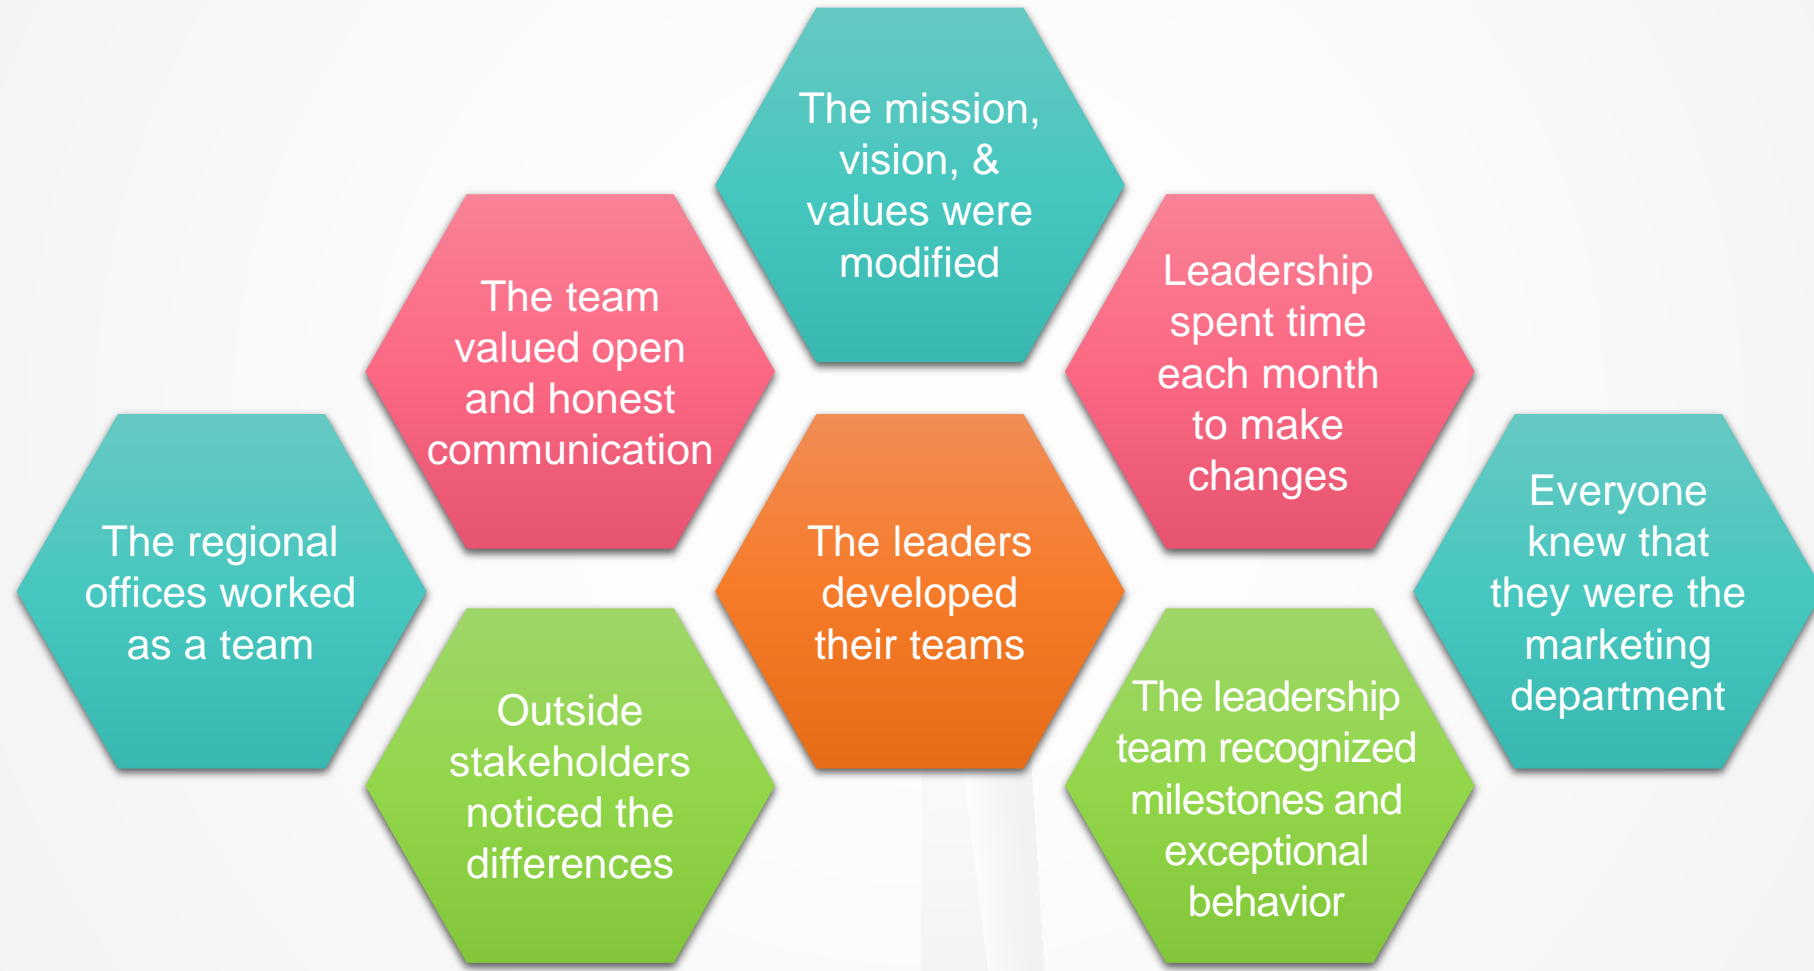 The mission,
vision, &
values were
modified
The team
valued open
and honest
communication
Leadership
spent time
each month
to make
changes
The regional
offices worked
as a team
The leaders
developed
their teams
Everyone
knew that
they were the
marketing
department
Outside
stakeholders
noticed the
differences
The leadership
team recognized
milestones and
exceptional
behavior